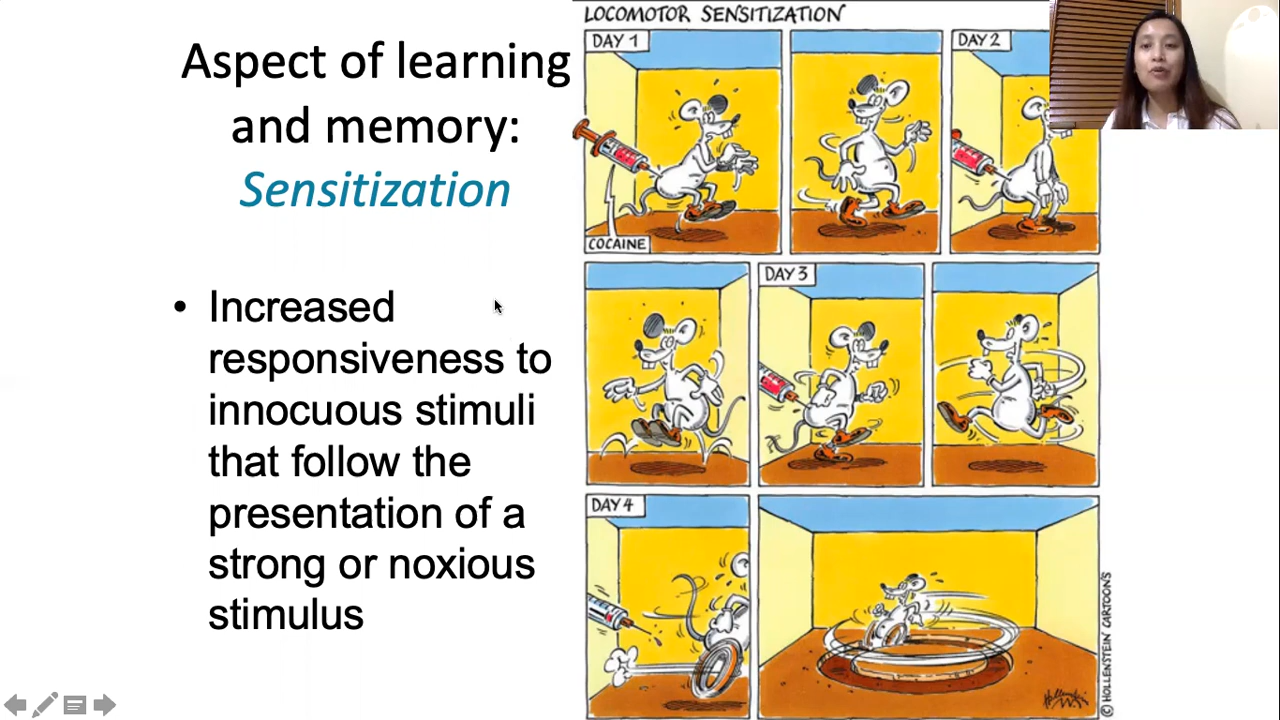 Aspect of learning
and memory:
Sensitization
• Increased
responsiveness to
innocuous stimuli
that follow the
presentation of a
strong or noxious
stimulus
LOCOMOTOR SENSITIZATION
DAY 1
COCAINE
DAY 2
DAY 3
DAY 4
© HOLLENSTEIN CARTOONS